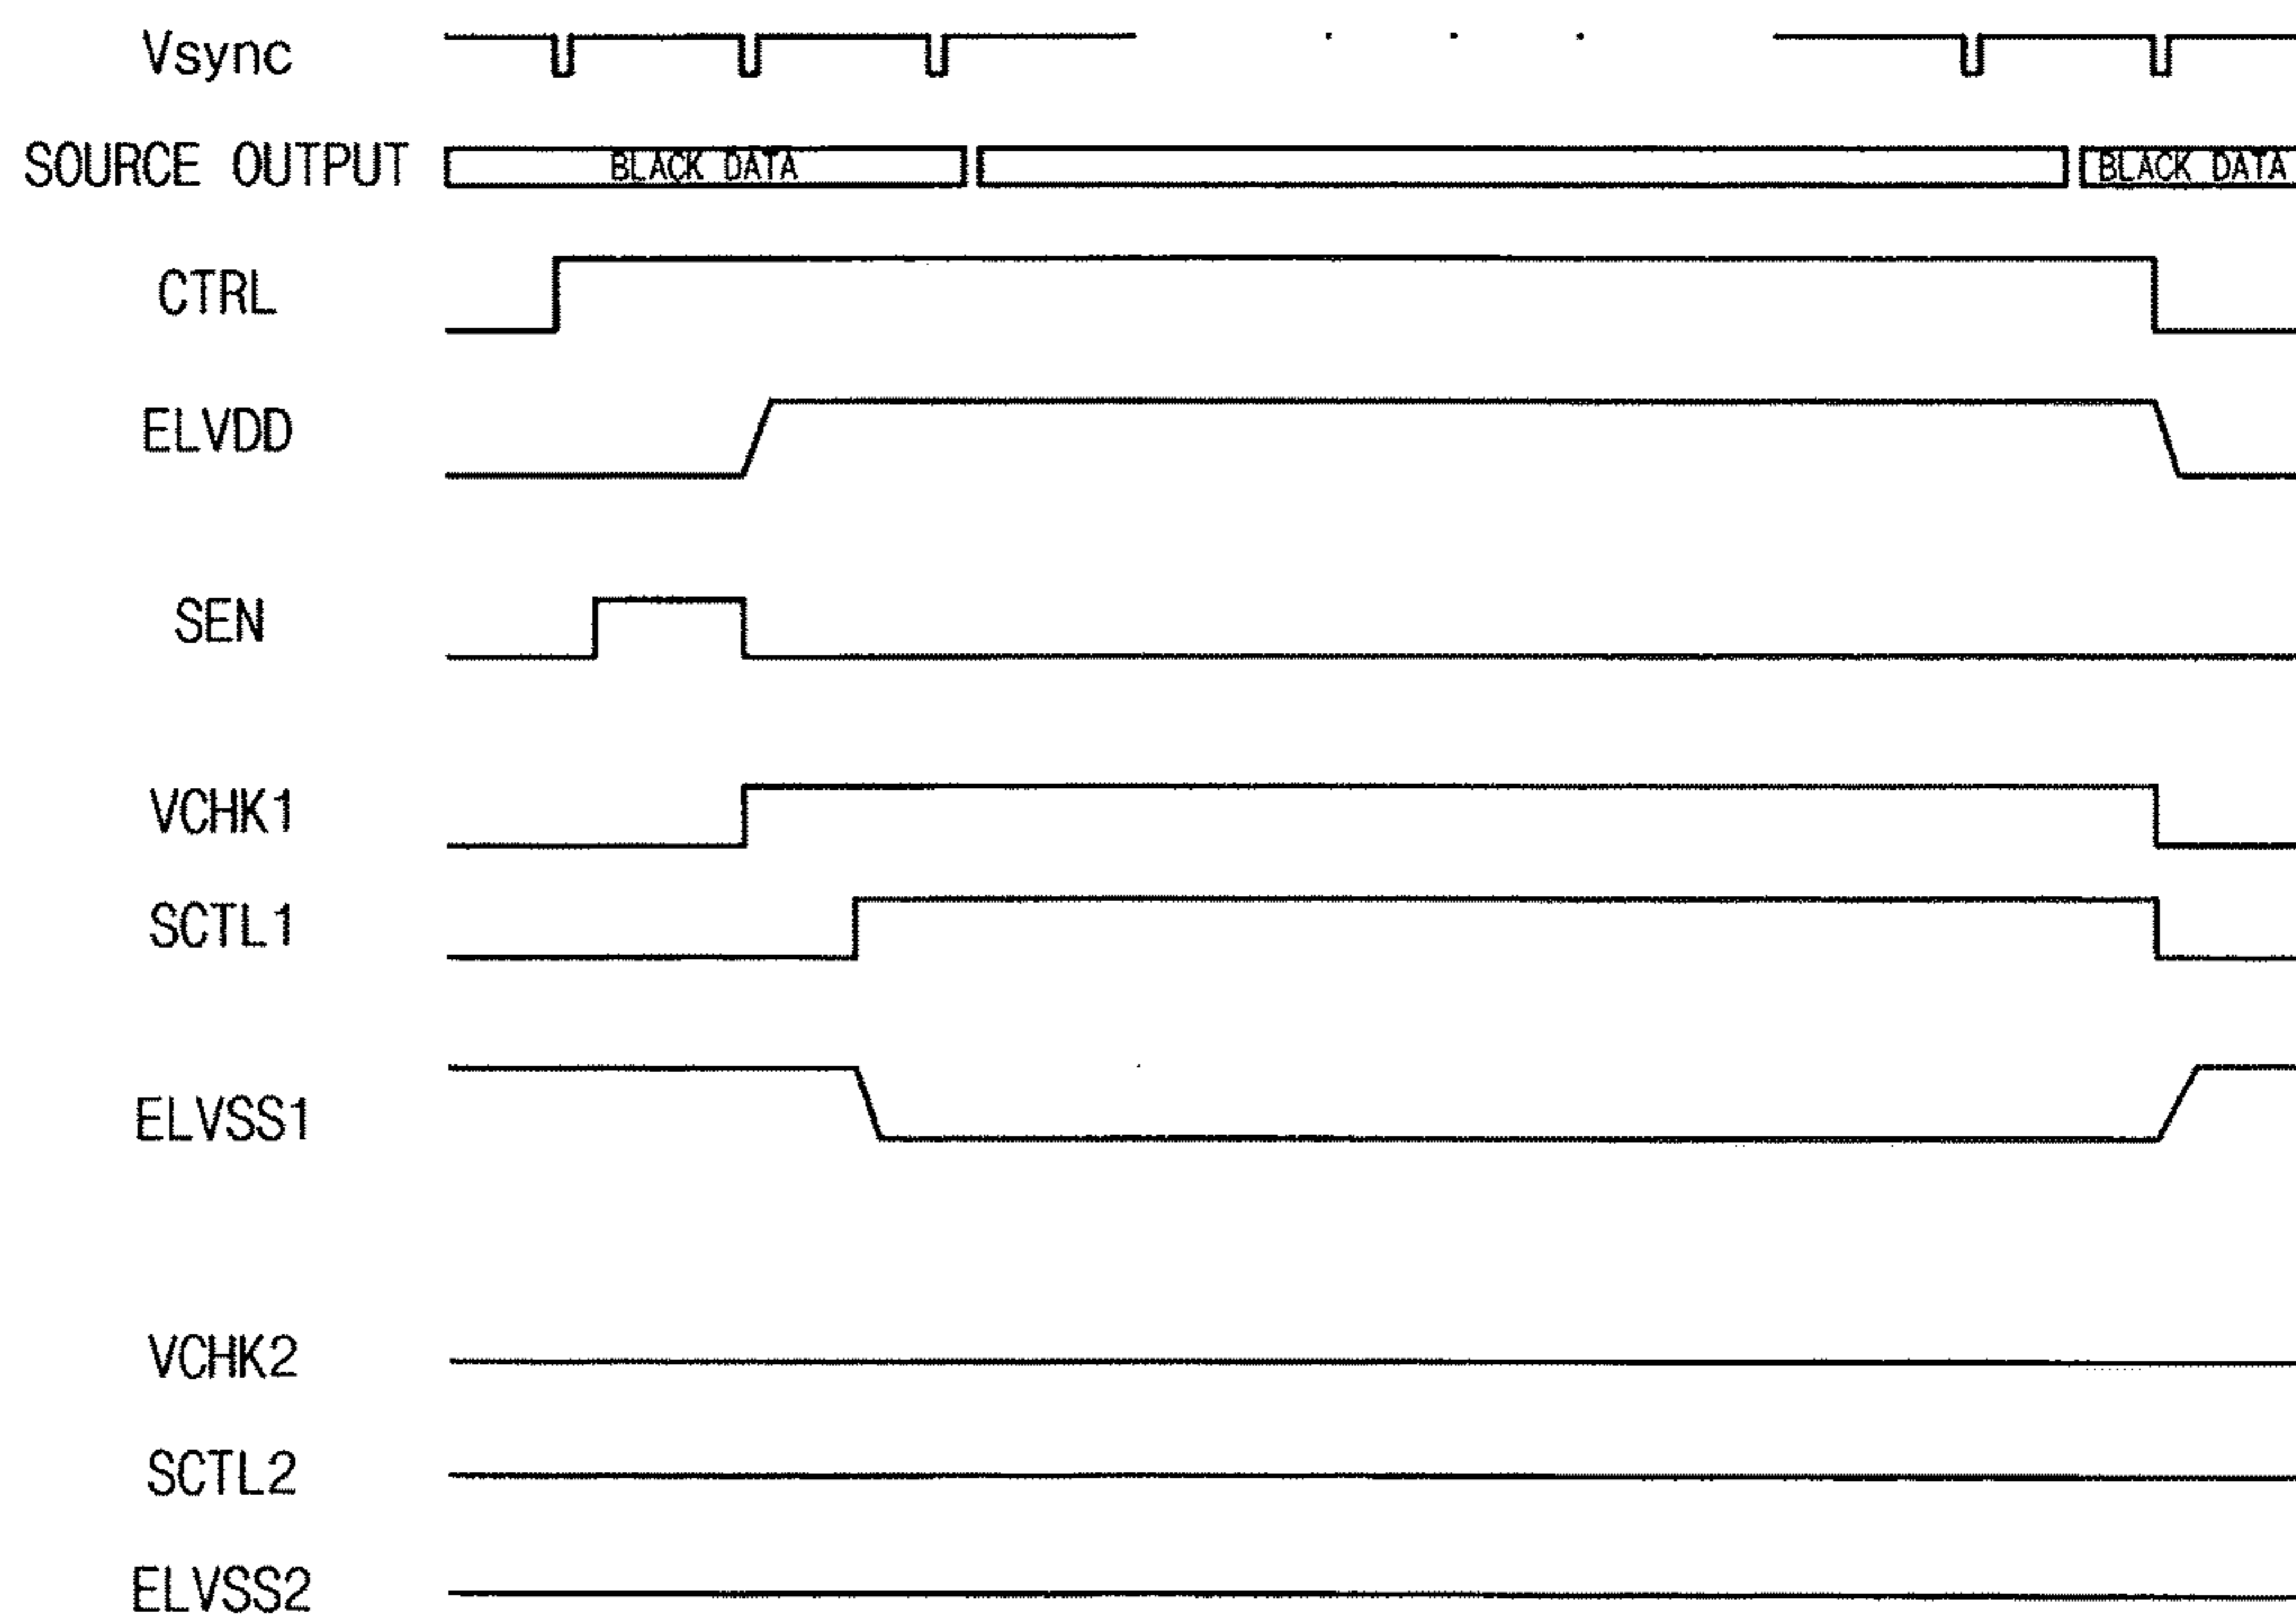 Vsync
SOURCE OUTPUT BLACK DATA BLACK DATA
CTRL
ELVDD
SEN
VCHK1
SCTL1
ELVSS1
VCHK2
SCTL2
ELVSS2